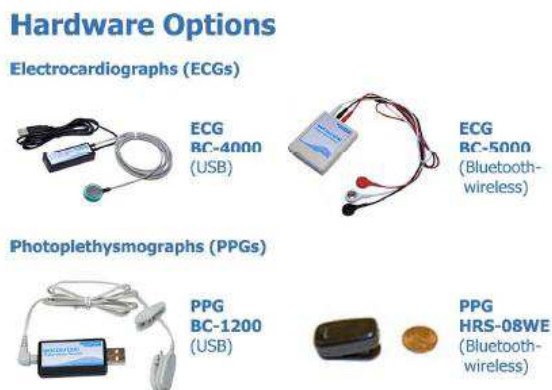 Hardware Options
Electrocardiographs (ECGs)
ECG
BC-4000
(USB)
ECG
BC-5000
(Bluetooth-
wireless)
Photoplethysmographs (PPGs)
PPG
BC-1200
(USB)
PPG
HRS-08WE
(Bluetooth-
wireless)